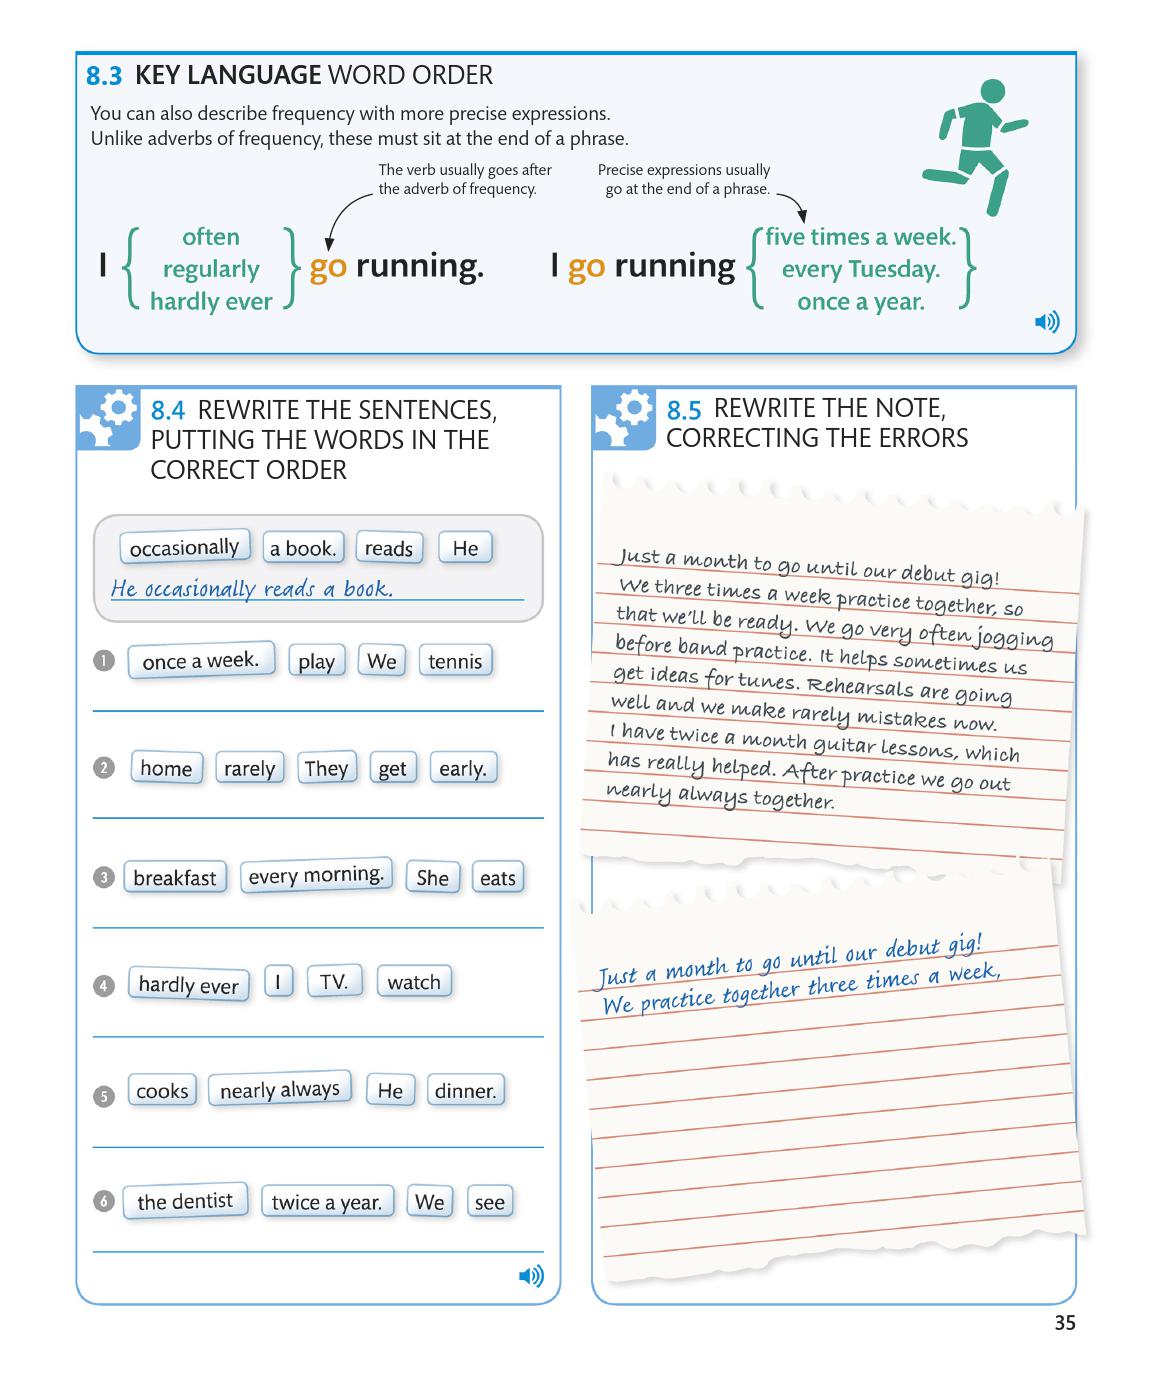 8.3 KEY LANGUAGE WORD ORDER
You can also describe frequency with more precise expressions.
Unlike adverbs of frequency, these must sit at the end of a phrase.
The verb usually goes after
the adverb of frequency.
Precise expressions usually
go at the end of a phrase.
I
often
regularly
hardly ever
go running.
I go running
five times a week.
every Tuesday.
once a year.
8.4 REWRITE THE SENTENCES,
PUTTING THE WORDS IN THE
CORRECT ORDER
occasionally a book. reads He
He occasionally reads a book.
1 once a week. play We tennis
2 home rarely They get early.
3 breakfast every morning. She eats
4 hardly ever I TV. watch
5 cooks nearly always He dinner.
6 the dentist twice a year. We see
8.5 REWRITE THE NOTE,
CORRECTING THE ERRORS
Just a month to go until our debut gig!
We three times a week practice together, so
that we'll be ready. We go very often jogging
before band practice. It helps sometimes us
get ideas for tunes. Rehearsals are going
well and we make rarely mistakes now.
I have twice a month guitar lessons, which
has really helped. After practice we go out
nearly always together.
Just a month to go until our debut gig!
We practice together three times a week,
35